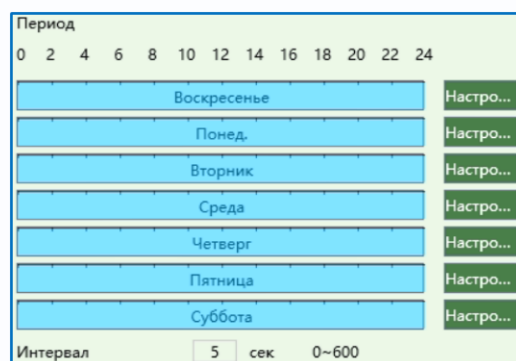 Период
0 2 4 6 8 10 12 14 16 18 20 22 24
Воскресенье Настро...
Понед. Настро...
Вторник Настро...
Среда Настро...
Четверг Настро...
Пятница Настро...
Суббота Настро...
Интервал 5 сек 0~600